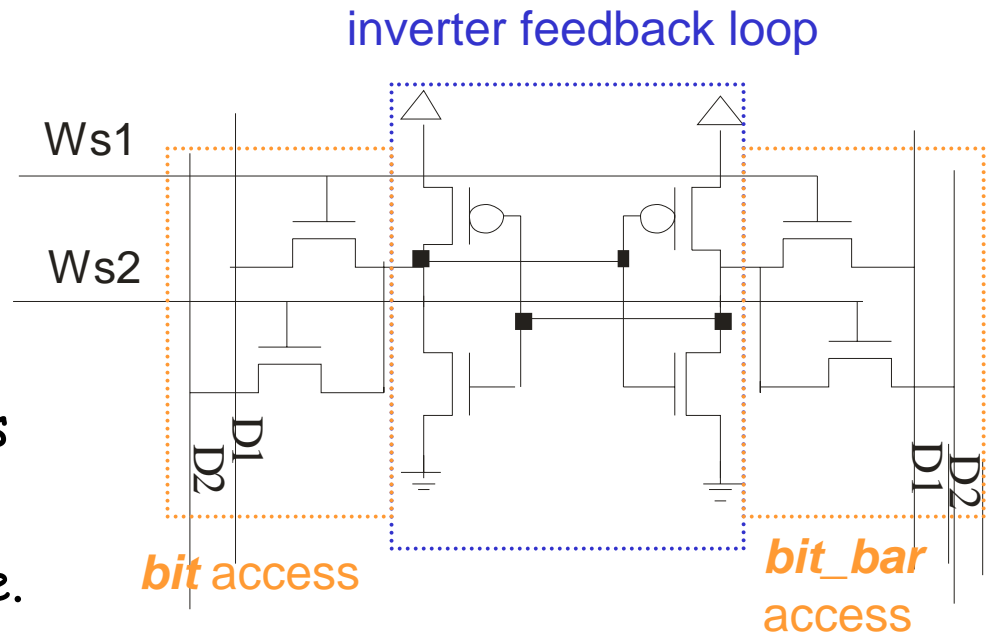 inverter feedback loop
Ws1
Ws2
s
D2
D1
D1
D2
e.
bit access
bit_bar
access